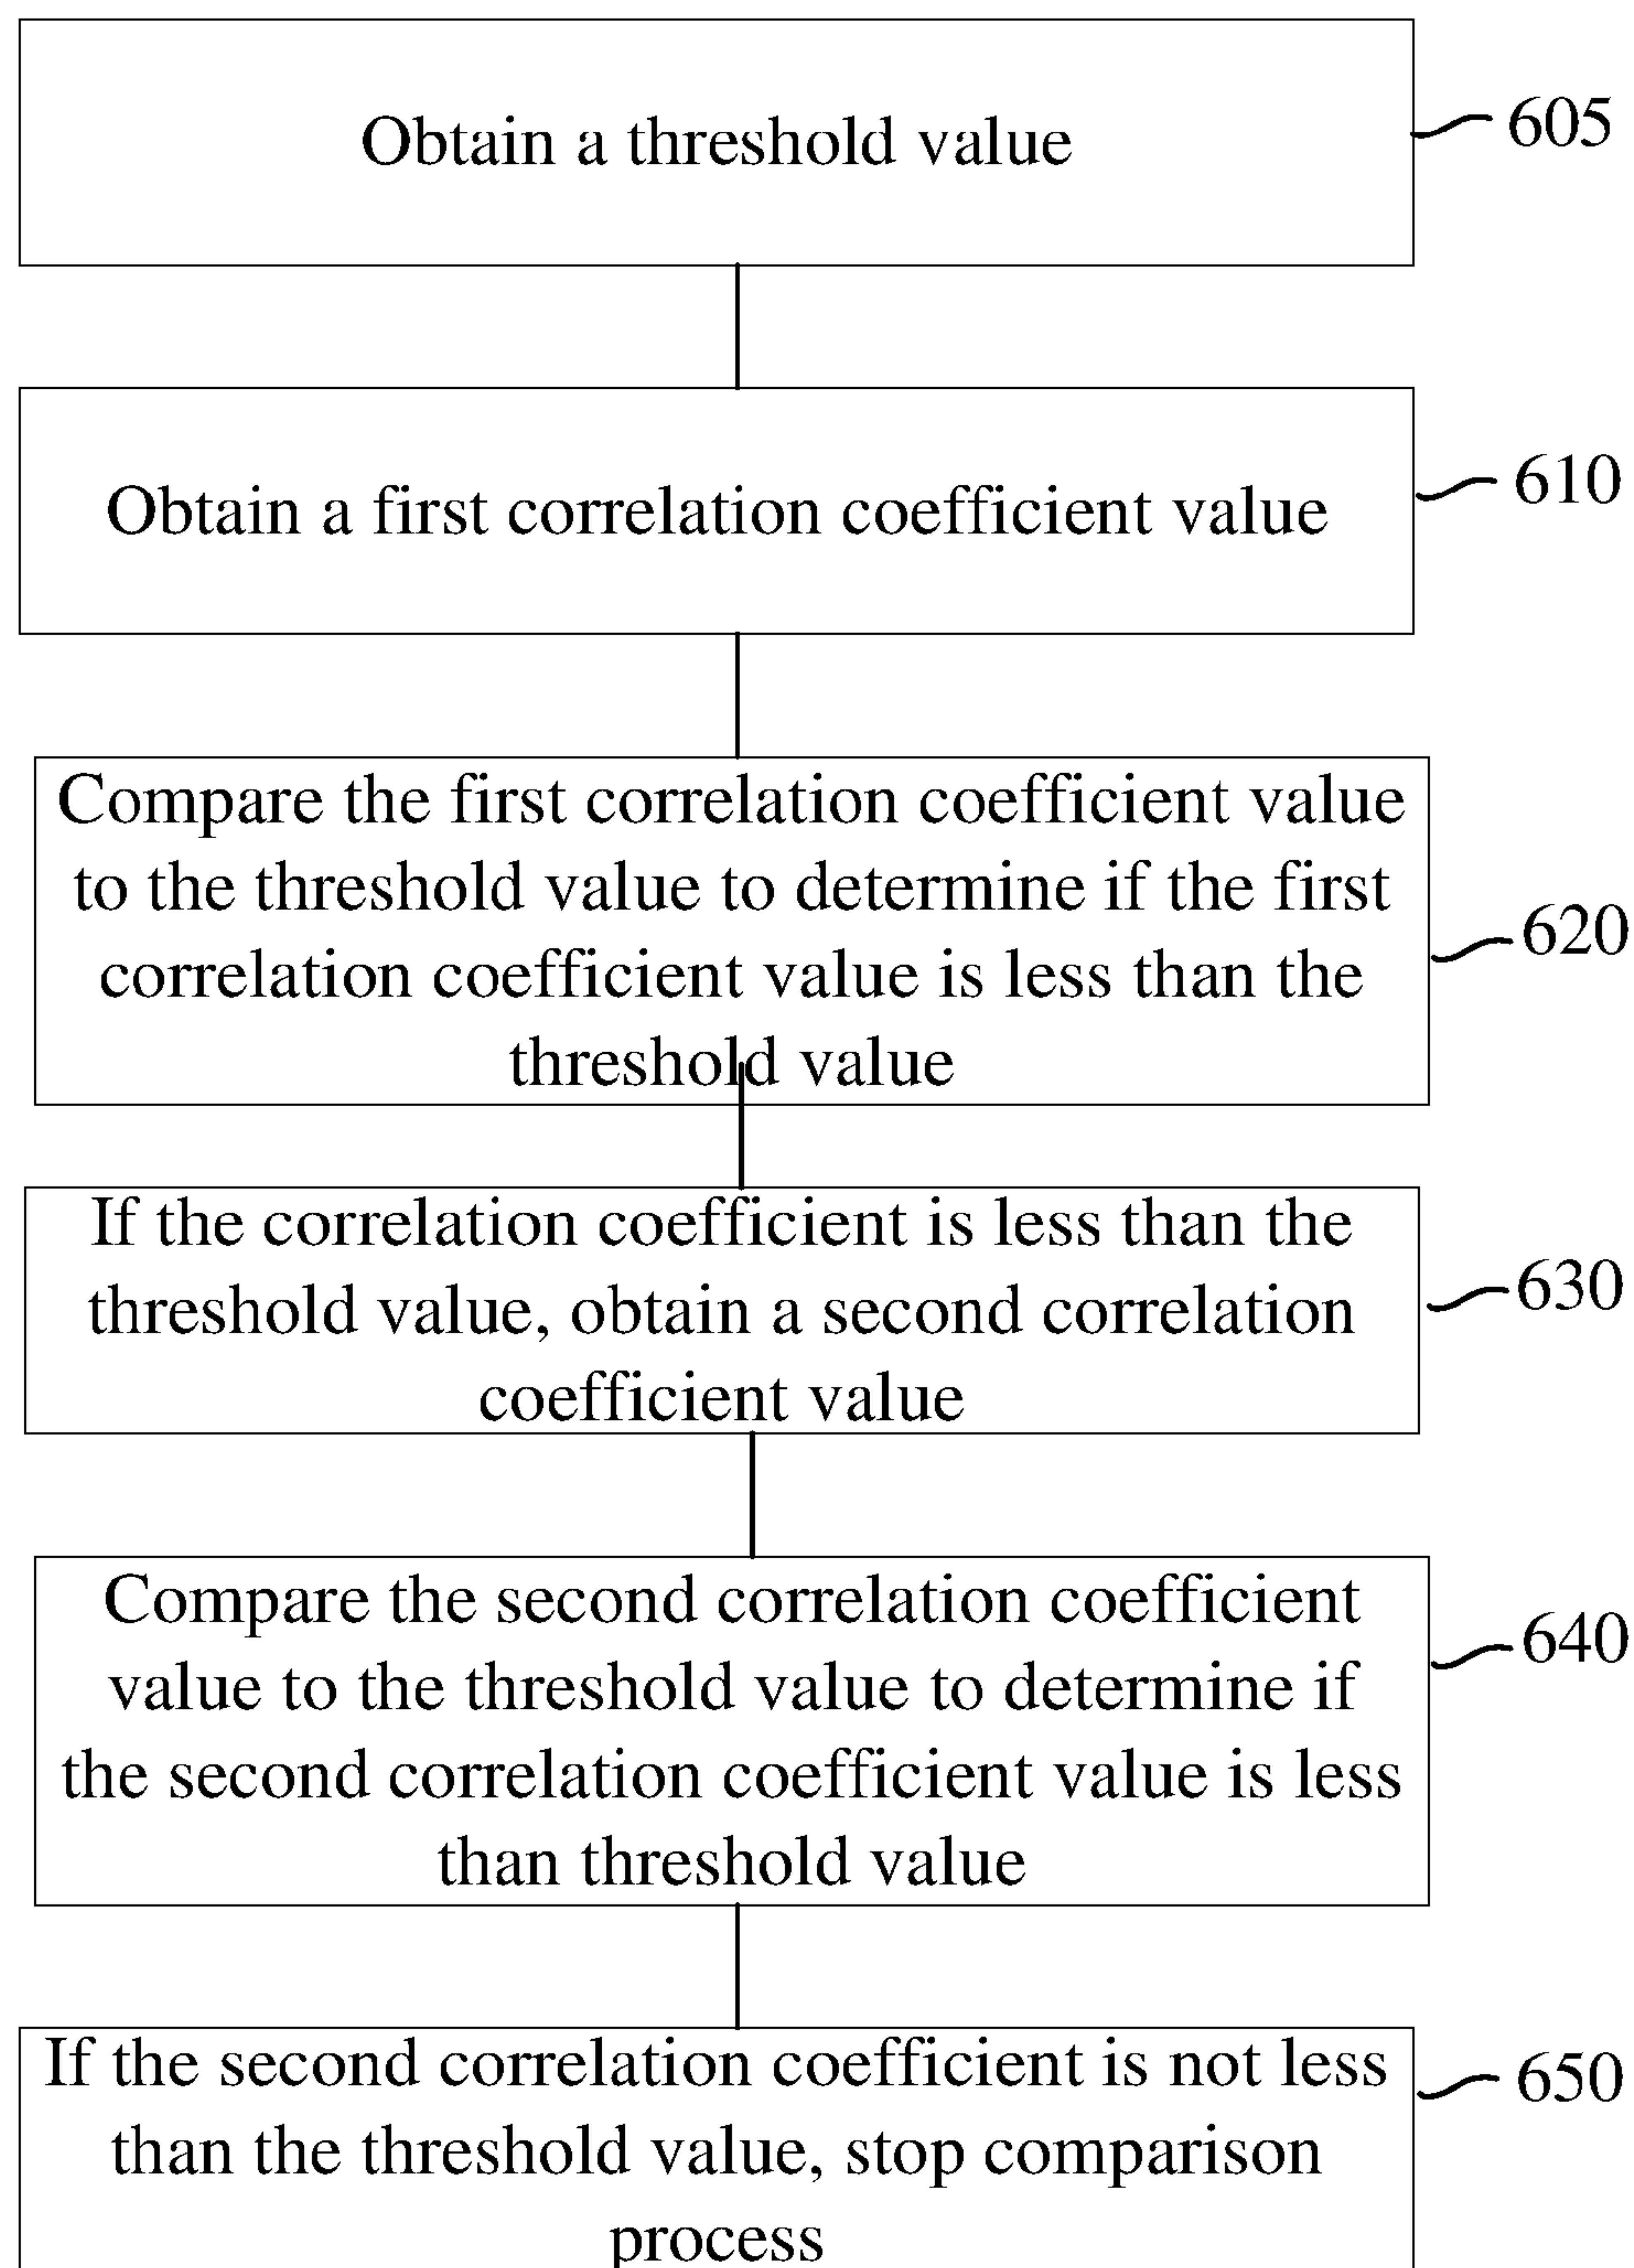 Obtain a threshold value
605
Obtain a first correlation coefficient value
610
Compare the first correlation coefficient value
to the threshold value to determine if the first
correlation coefficient value is less than the
threshold value
620
If the correlation coefficient is less than the
threshold value, obtain a second correlation
coefficient value
630
Compare the second correlation coefficient
value to the threshold value to determine if
the second correlation coefficient value is less
than threshold value
640
If the second correlation coefficient is not less
than the threshold value, stop comparison
process
650